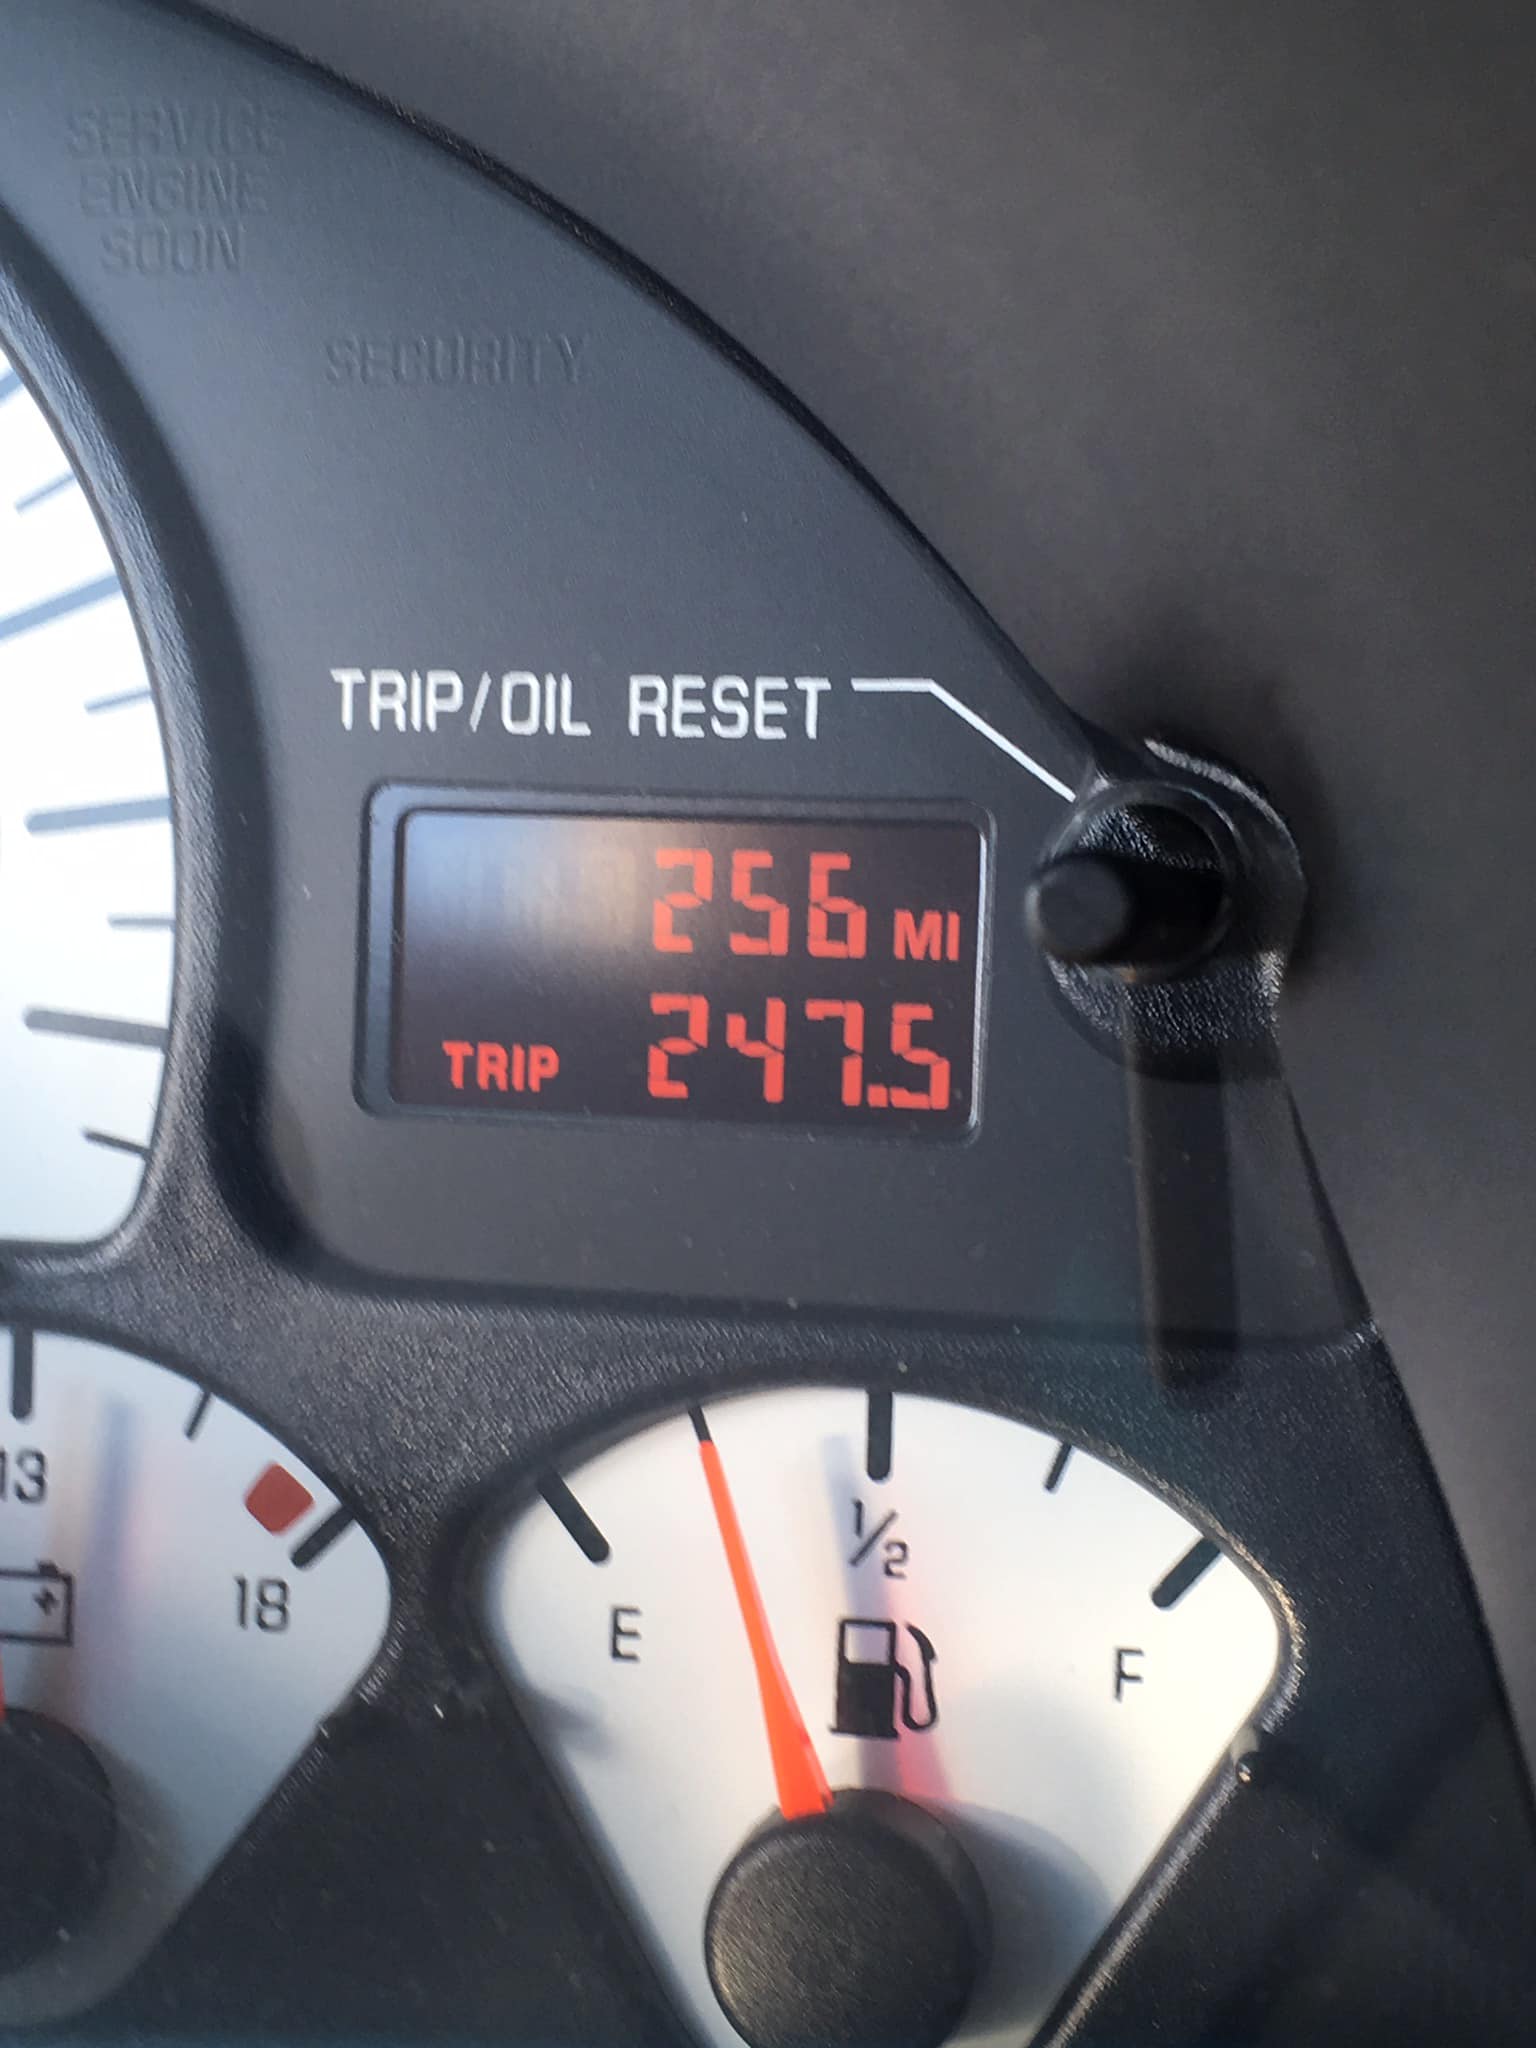 SERVICE
ENGINE
SOON
SECURITY
TRIP/OIL RESET
256 MI
TRIP 247.5
13
18
1/2
E
F